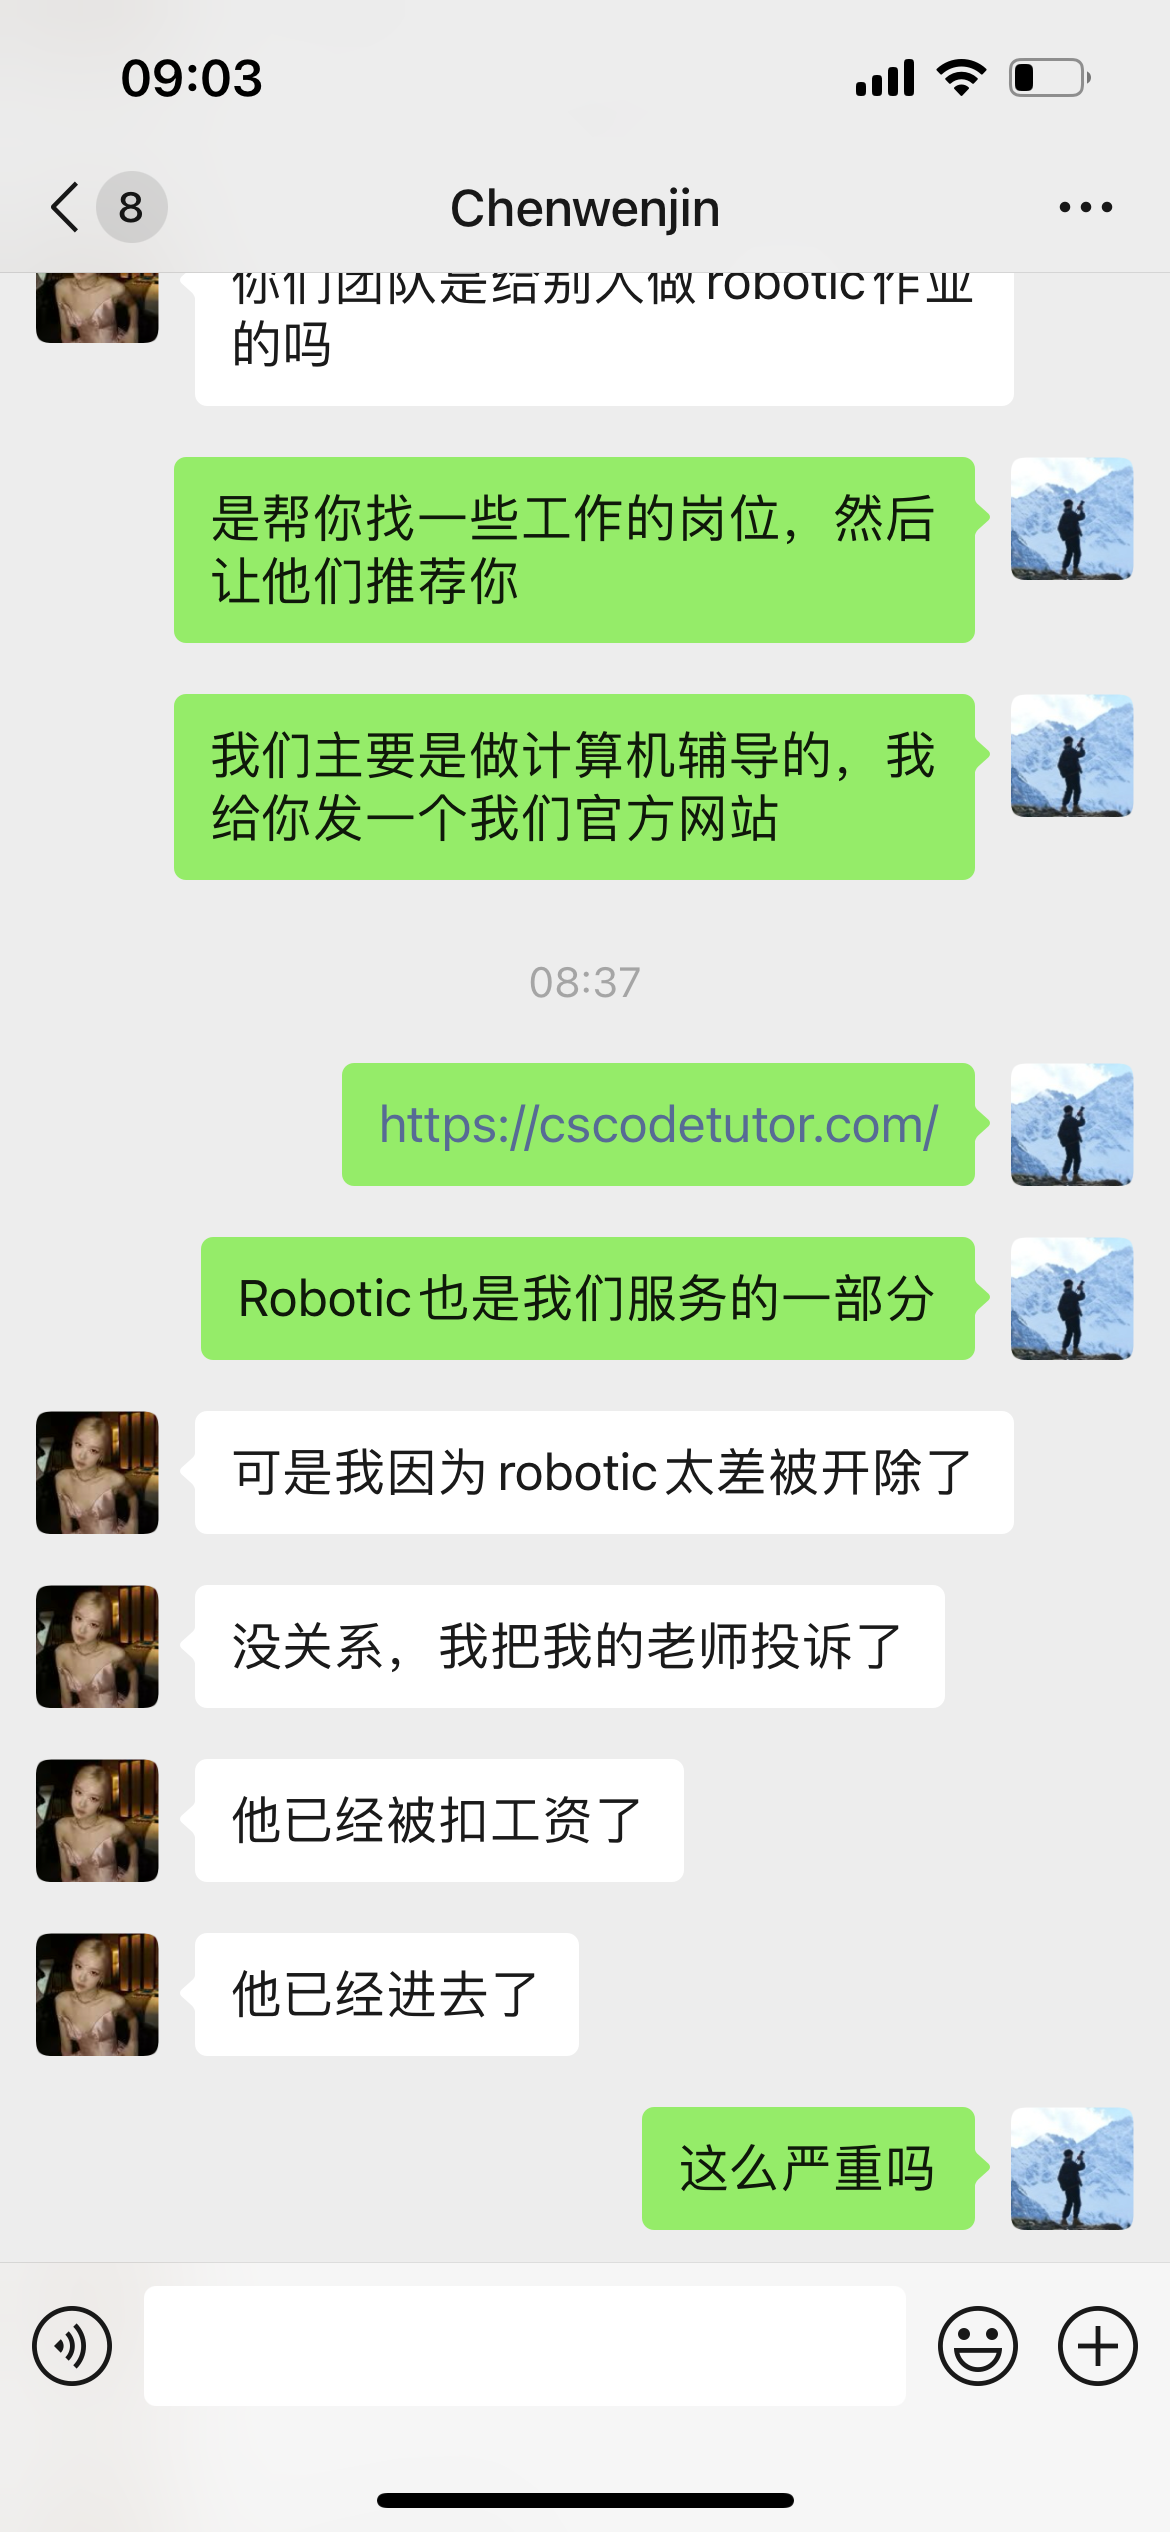 09:03
8
Chenwenjin
你们团队是给别人做robotic作业
的吗
是帮你找一些工作的岗位，然后
让他们推荐你
我们主要是做计算机辅导的，我
给你发一个我们官方网站
08:37
https://cscodetutor.com/
Robotic也是我们服务的一部分
可是我因为robotic太差被开除了
没关系，我把我的老师投诉了
他已经被扣工资了
他已经进去了
这么严重吗